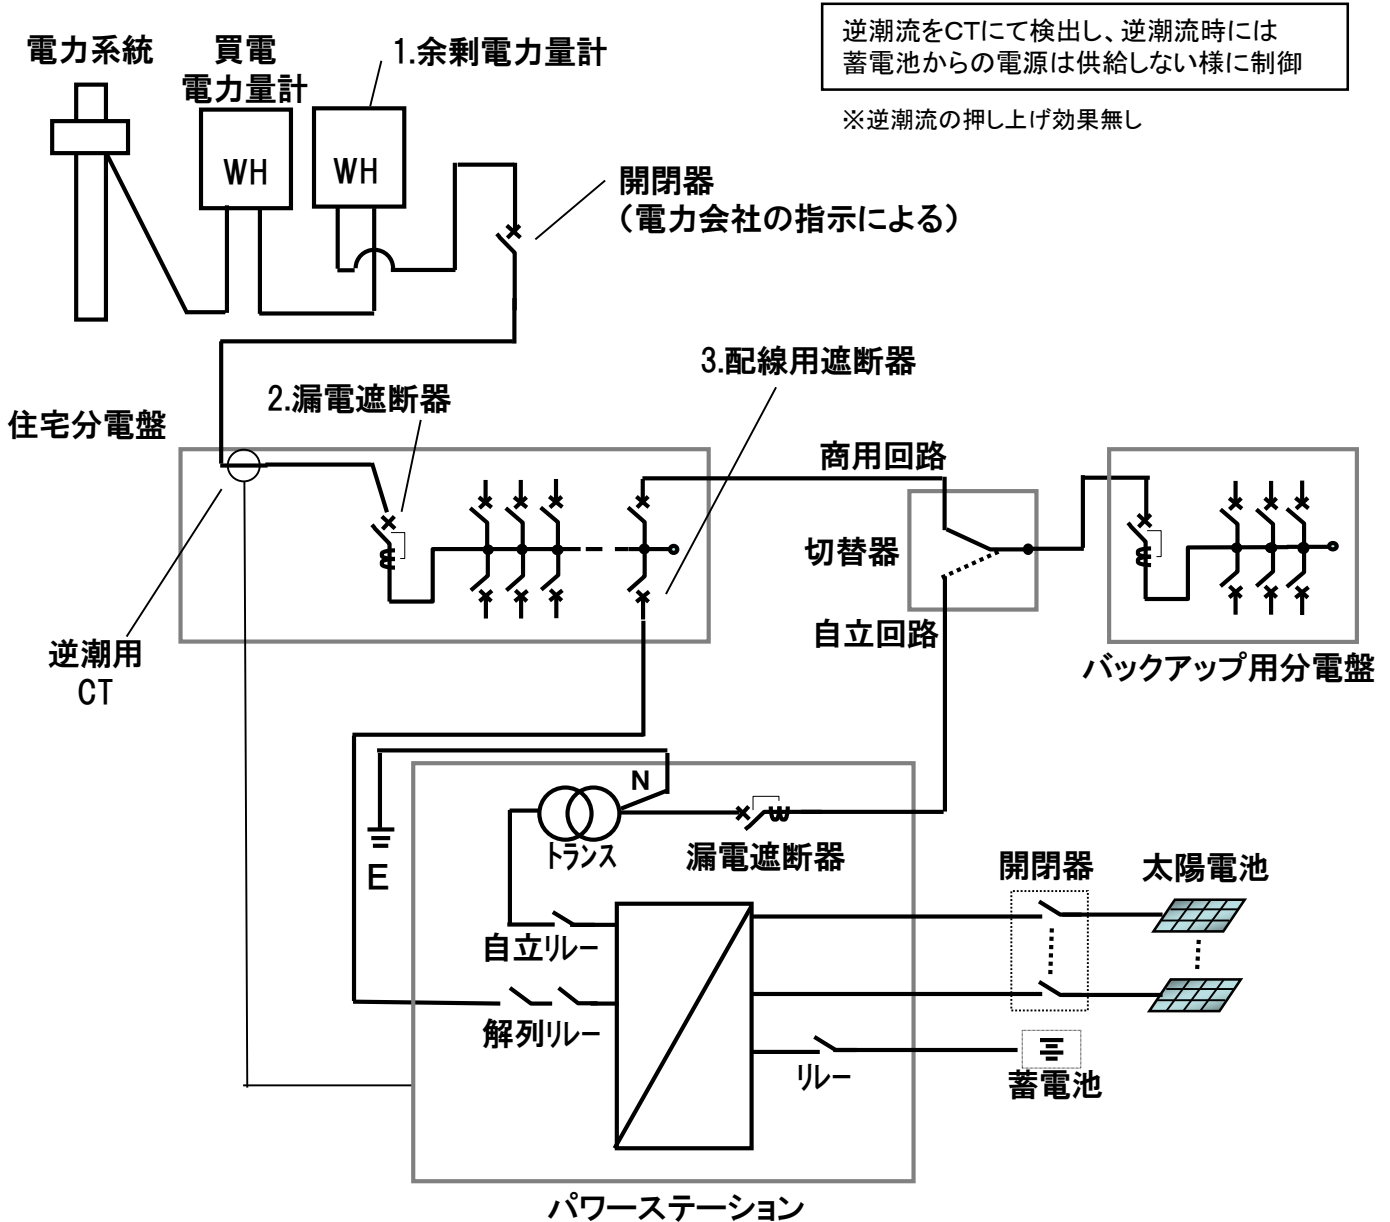 逆潮流をCTにて検出し、逆潮流時には
蓄電池からの電源は供給しない様に制御
※逆潮流の押し上げ効果無し
電力系統
買電
電力量計
1.余剰電力量計
WH
WH
開閉器
（電力会社の指示による）
3.配線用遮断器
2.漏電遮断器
住宅分電盤
商用回路
切替器
自立回路
バックアップ用分電盤
逆潮用
CT
N
E
トランス
漏電遮断器
開閉器
太陽電池
自立リレー
解列リレー
リレー
蓄電池
パワーステーション